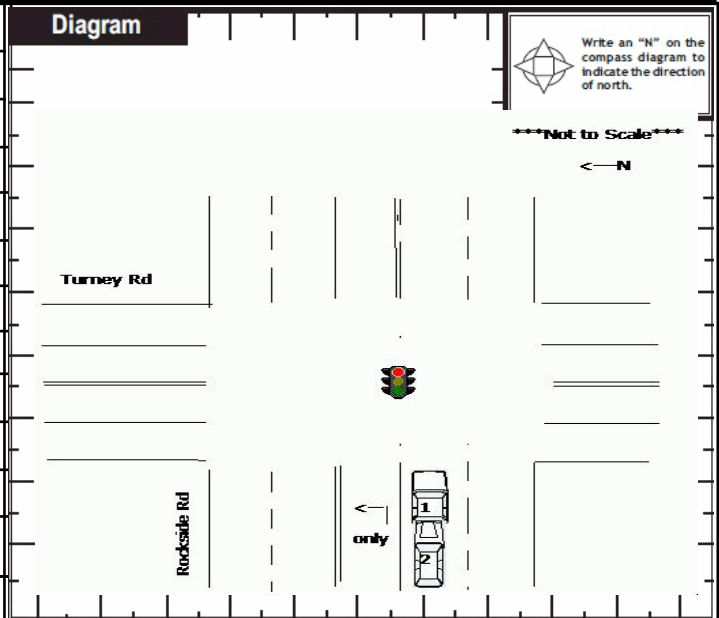 Diagram
Write an "N" on the
compass diagram to
indicate the direction
of north.
***Not to Scale***
<—N
Turney Rd
Rockside Rd
only
1
2